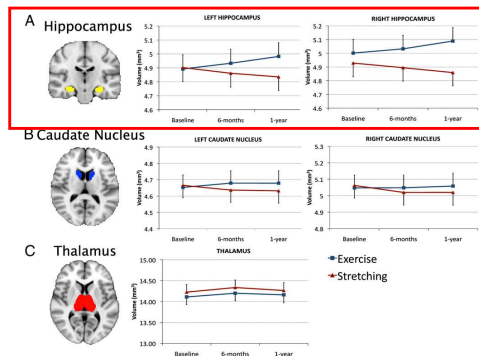 A
Hippocampus
LEFT HIPPOCAMPUS
Volume (mm³)
5.2
5.1
5
4.9
4.8
4.7
4.6
Baseline
6-months
1-year
RIGHT HIPPOCAMPUS
Volume (mm³)
5.2
5.1
5
4.9
4.8
4.7
4.6
Baseline
6-months
1-year
B
Caudate Nucleus
LEFT CAUDATE NUCLEUS
Volume (mm³)
4.9
4.8
4.7
4.6
4.5
4.4
Baseline
6-months
1-year
RIGHT CAUDATE NUCLEUS
Volume (mm³)
5.3
5.2
5.1
5
4.9
4.8
Baseline
6-months
1-year
C
Thalamus
THALAMUS
Volume (mm³)
15.00
14.50
14.00
13.50
13.00
Baseline
6-months
1-year
Exercise
Stretching